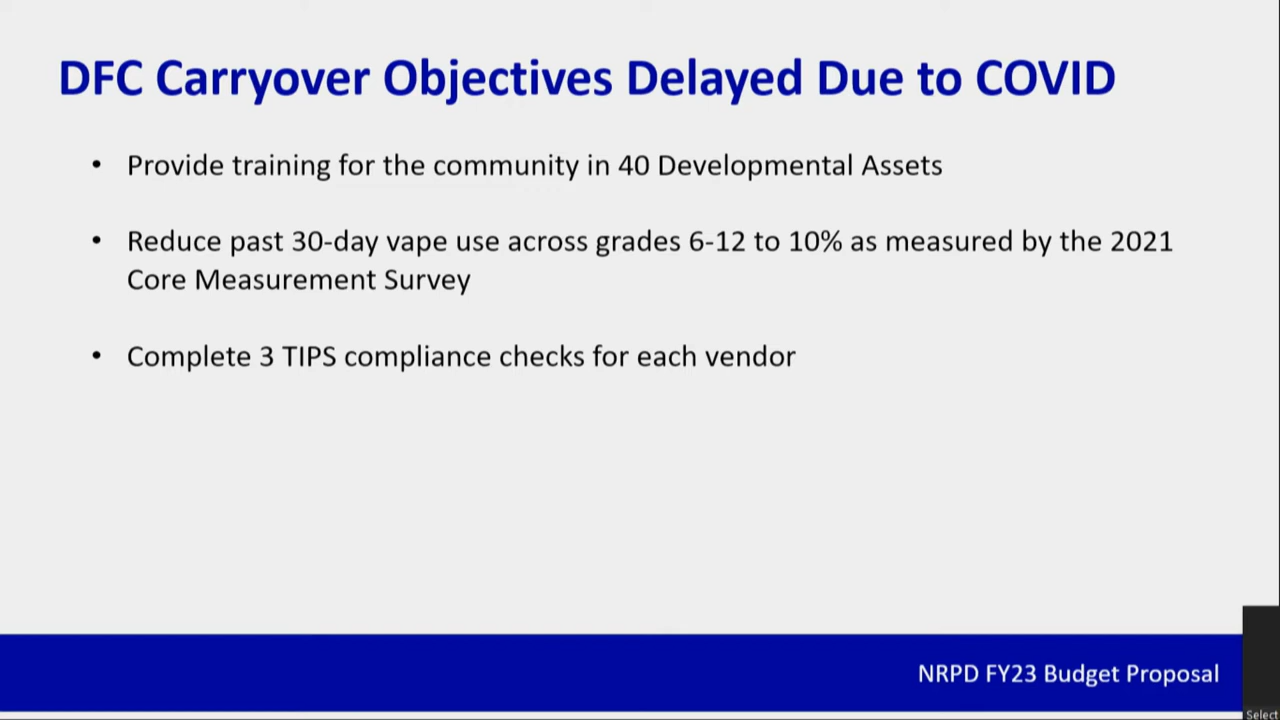 DFC Carryover Objectives Delayed Due to COVID
• Provide training for the community in 40 Developmental Assets
• Reduce past 30-day vape use across grades 6-12 to 10% as measured by the 2021
Core Measurement Survey
• Complete 3 TIPS compliance checks for each vendor
NRPD FY23 Budget Proposal
Select